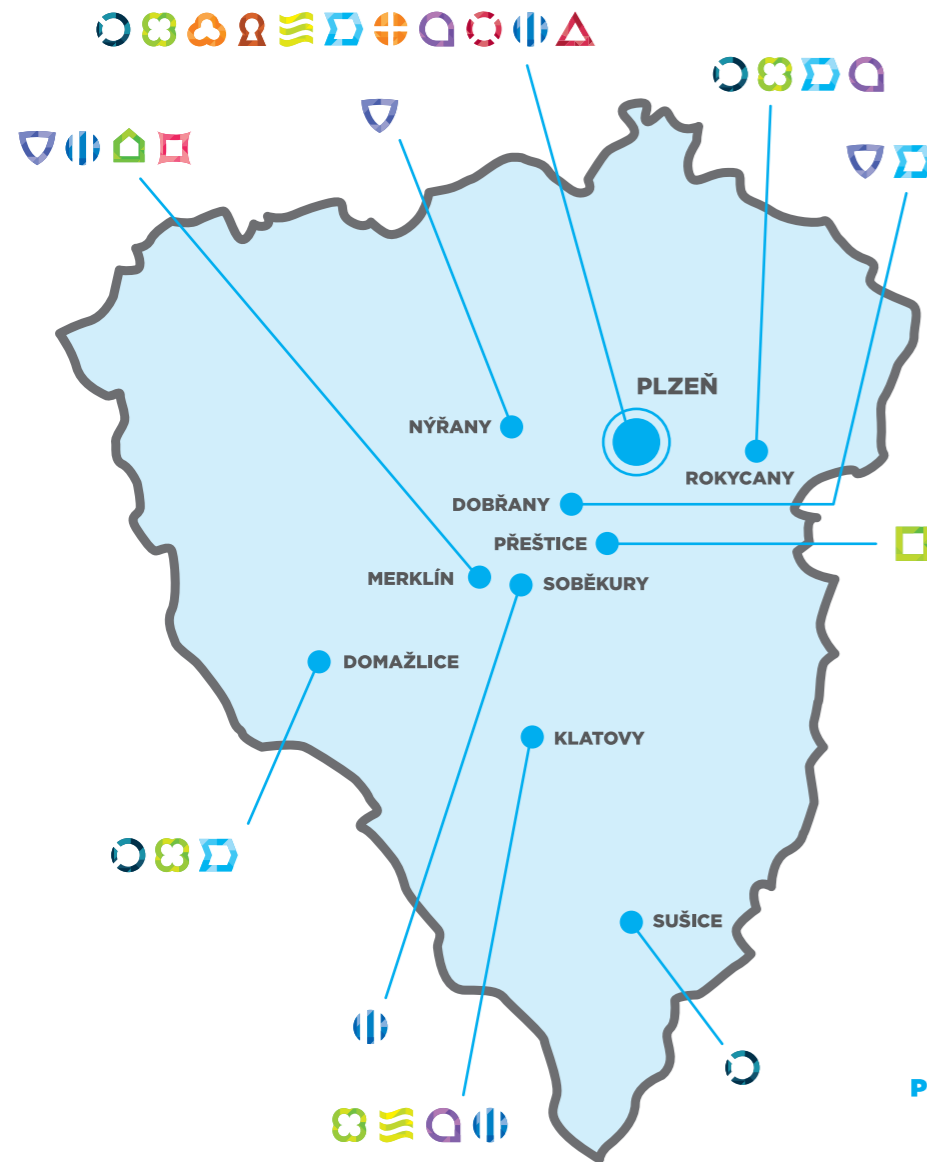 PLZEŇ
NÝŘANY
ROKYCANY
DOBŘANY
PŘEŠTICE
MERKLÍN
SOBĚKURY
DOMAŽLICE
KLATOVY
SUŠICE
P